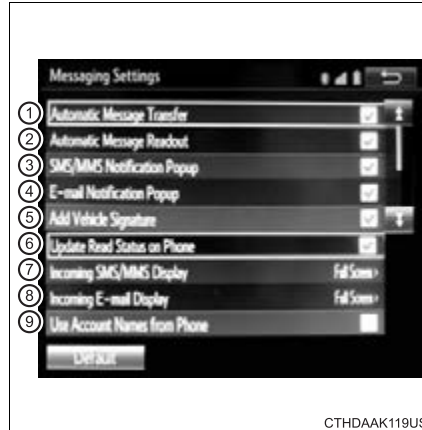 Messaging Settings
1 Automatic Message Transfer
2 Automatic Message Readout
3 SMS/MMS Notification Popup
4 E-mail Notification Popup
5 Add Vehicle Signature
6 Update Read Status on Phone
7 Incoming SMS/MMS Display Full Screen
8 Incoming E-mail Display Full Screen
9 Use Account Names from Phone
Default
CTHDAAK119US